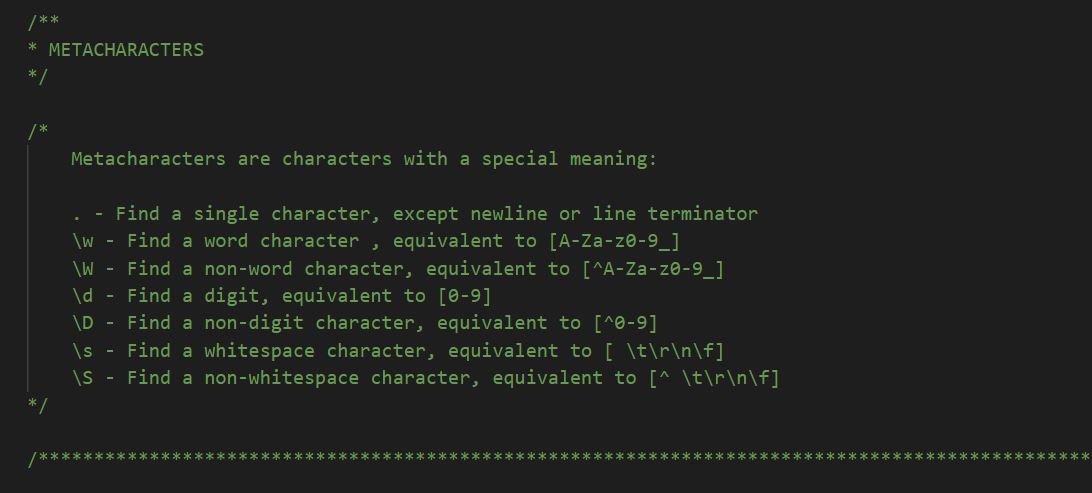 /**
* METACHARACTERS
*/
/*
Metacharacters are characters with a special meaning:
. - Find a single character, except newline or line terminator
\w - Find a word character , equivalent to [A-Za-z0-9_]
\W - Find a non-word character, equivalent to [^A-Za-z0-9_]
\d - Find a digit, equivalent to [0-9]
\D - Find a non-digit character, equivalent to [^0-9]
\s - Find a whitespace character, equivalent to [ \t\r\n\f]
\S - Find a non-whitespace character, equivalent to [^ \t\r\n\f]
*/
/***********************************************************************************************